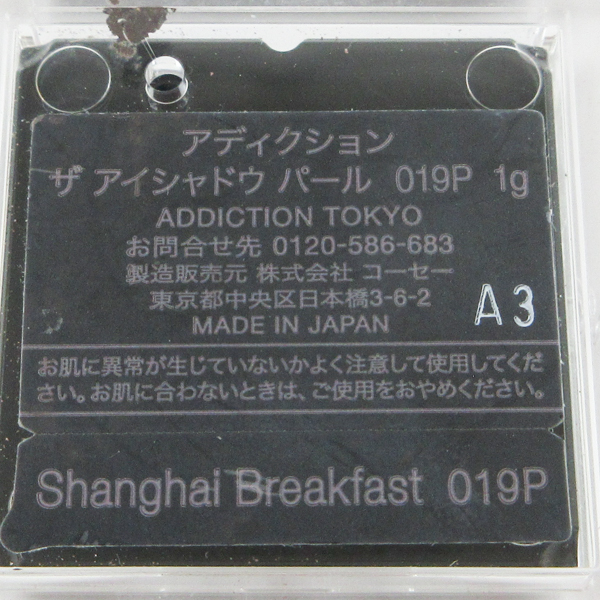 アディクション
ザ アイシャドウ パール 019P 1g
ADDICTION TOKYO
お問合せ先 0120-586-683
製造販売元 株式会社 コーセー
東京都中央区日本橋3-6-2
MADE IN JAPAN
A3
お肌に異常が生じていないかよく注意して使用してくだ
さい。お肌に合わないときは、ご使用をおやめください。
Shanghai Breakfast 019P